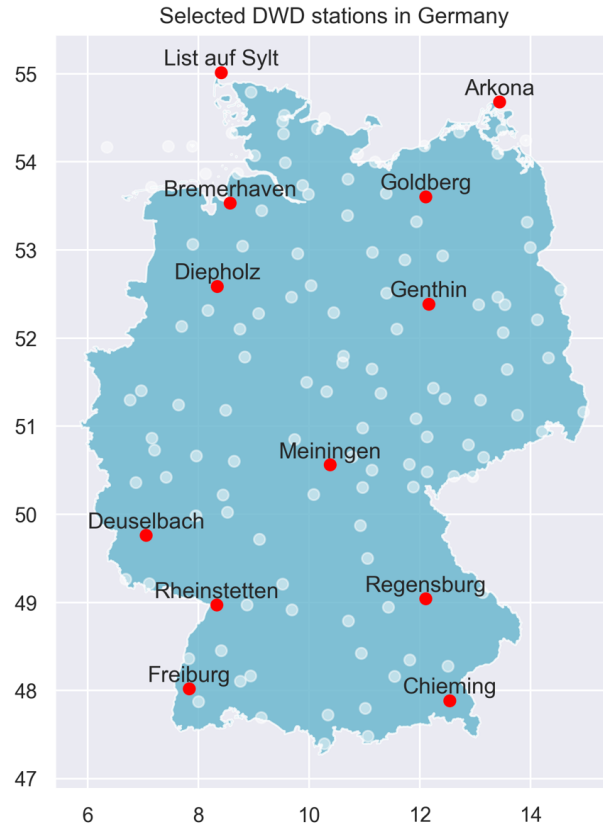 Selected DWD stations in Germany
List auf Sylt
55
Arkona
54
Bremerhaven
Goldberg
53
Diepholz
Genthin
52
51
Meiningen
50
Deuselbach
Rheinstetten
Regensburg
49
Freiburg
Chieming
48
47
6 8 10 12 14